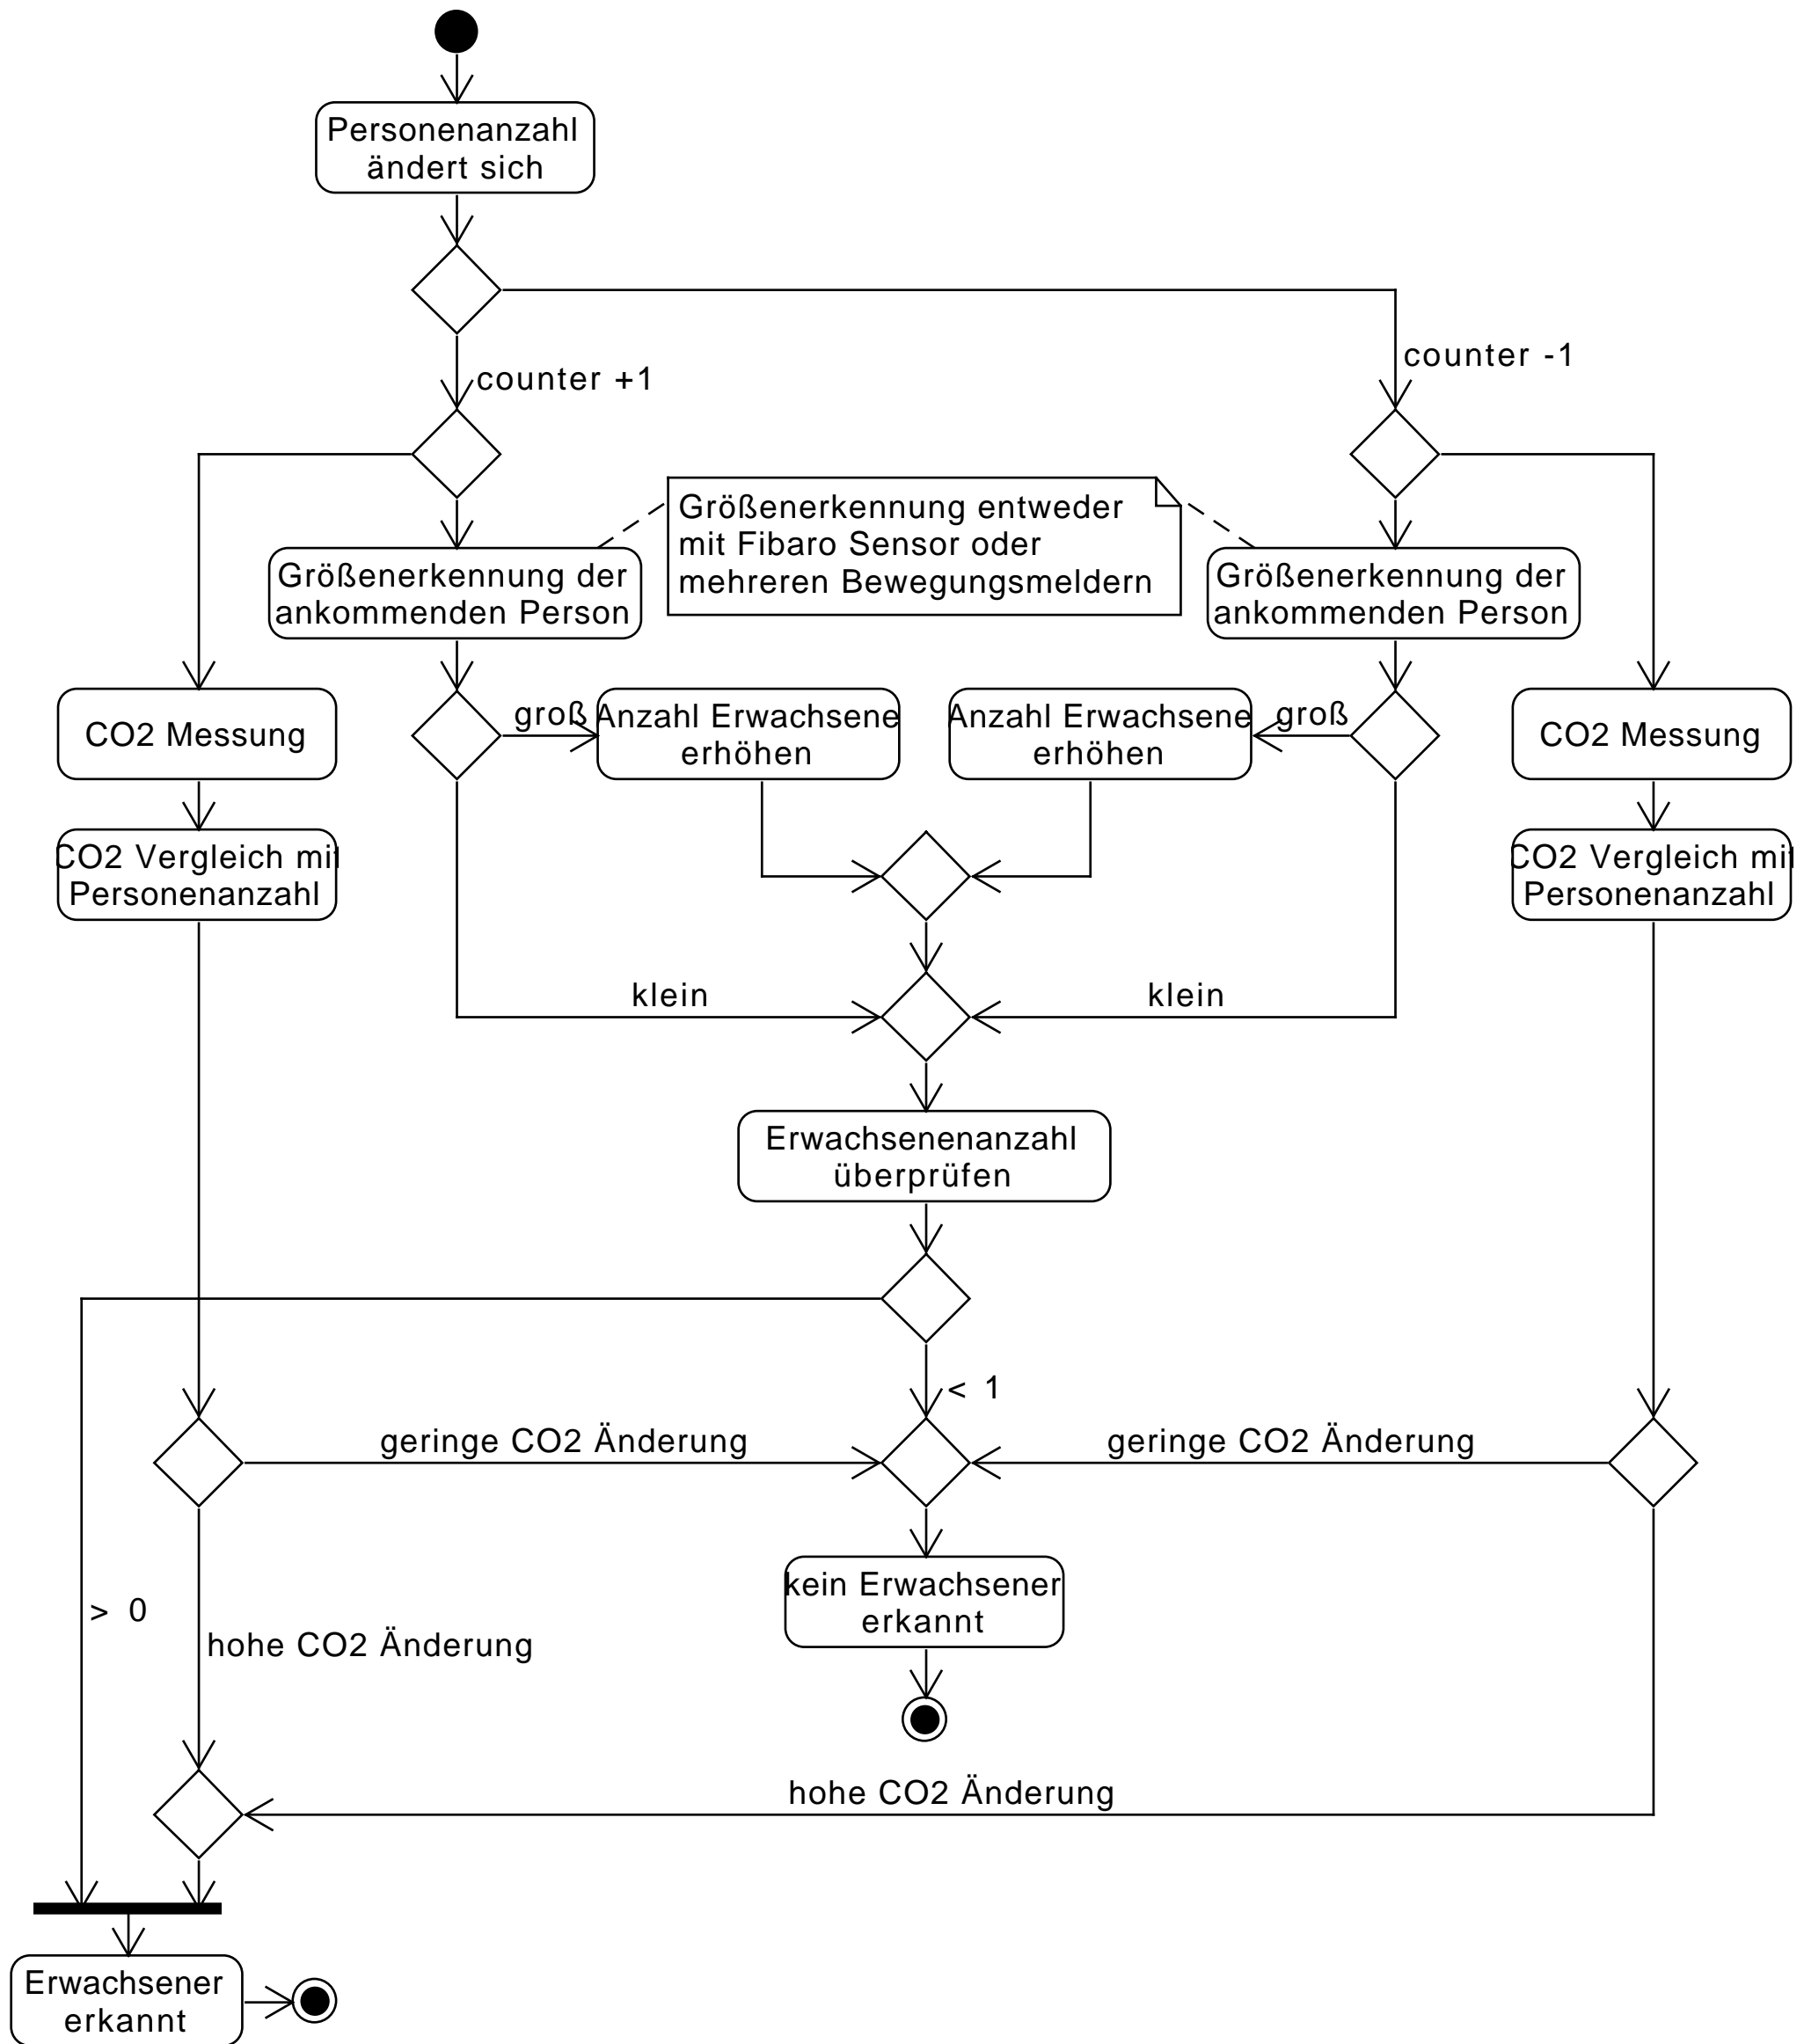 Personenanzahl
ändert sich
counter -1
counter +1
Größenerkennung entweder
mit Fibaro Sensor oder
mehreren Bewegungsmeldern
Größenerkennung der
ankommenden Person
Größenerkennung der
ankommenden Person
CO2 Messung
groß
Anzahl Erwachsene
erhöhen
Anzahl Erwachsene
erhöhen
groß
CO2 Messung
CO2 Vergleich mit
Personenanzahl
CO2 Vergleich mit
Personenanzahl
klein
klein
Erwachsenenanzahl
überprüfen
< 1
geringe CO2 Änderung
geringe CO2 Änderung
kein Erwachsener
erkannt
> 0
hohe CO2 Änderung
hohe CO2 Änderung
Erwachsener
erkannt